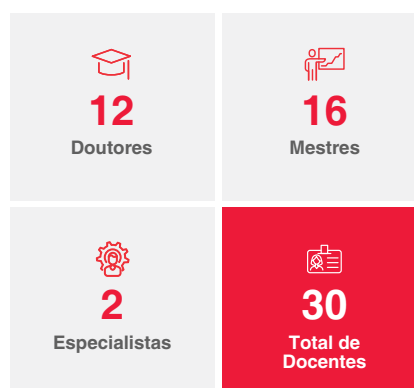 12
Doutores
16
Mestres
2
Especialistas
30
Total de
Docentes